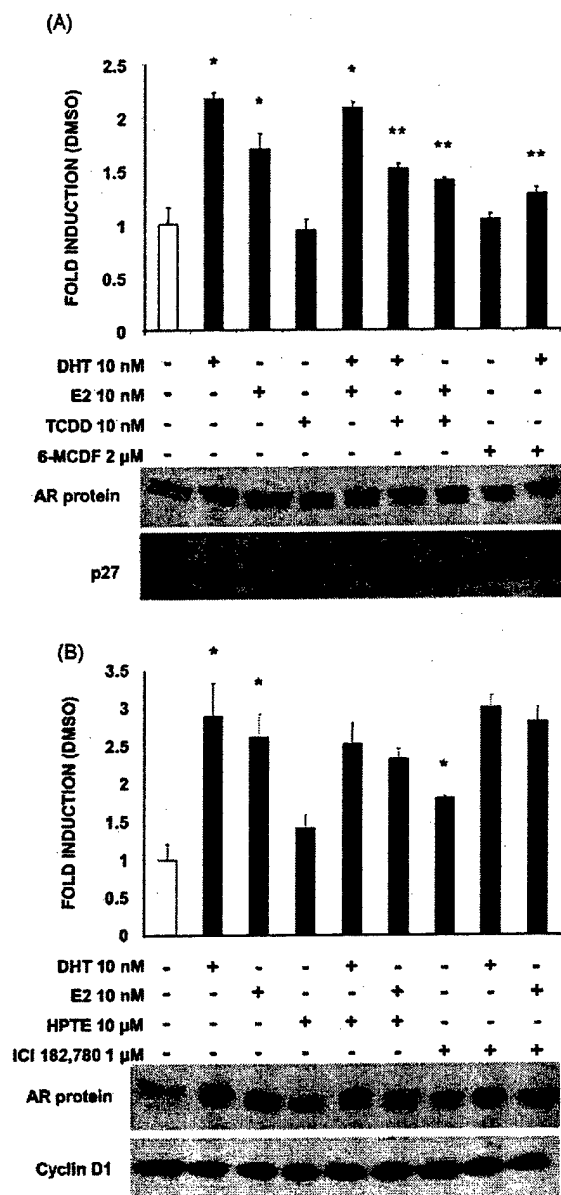 (A)
FOLD INDUCTION (DMSO)
2.5
2
1.5
1
0.5
0
* * * ** ** **
DHT 10 nM - + - - + + - - +
E2 10 nM - - + - + - + - -
TCDD 10 nM - - - + - + + - -
6-MCDF 2 µM - - - - - - - + +
AR protein
p27
(B)
FOLD INDUCTION (DMSO)
3.5
3
2.5
2
1.5
1
0.5
0
* * *
DHT 10 nM - + - - + - - + -
E2 10 nM - - + - - + - - +
HPTE 10 µM - - - + + + - - -
ICI 182,780 1 µM - - - - - - + + +
AR protein
Cyclin D1